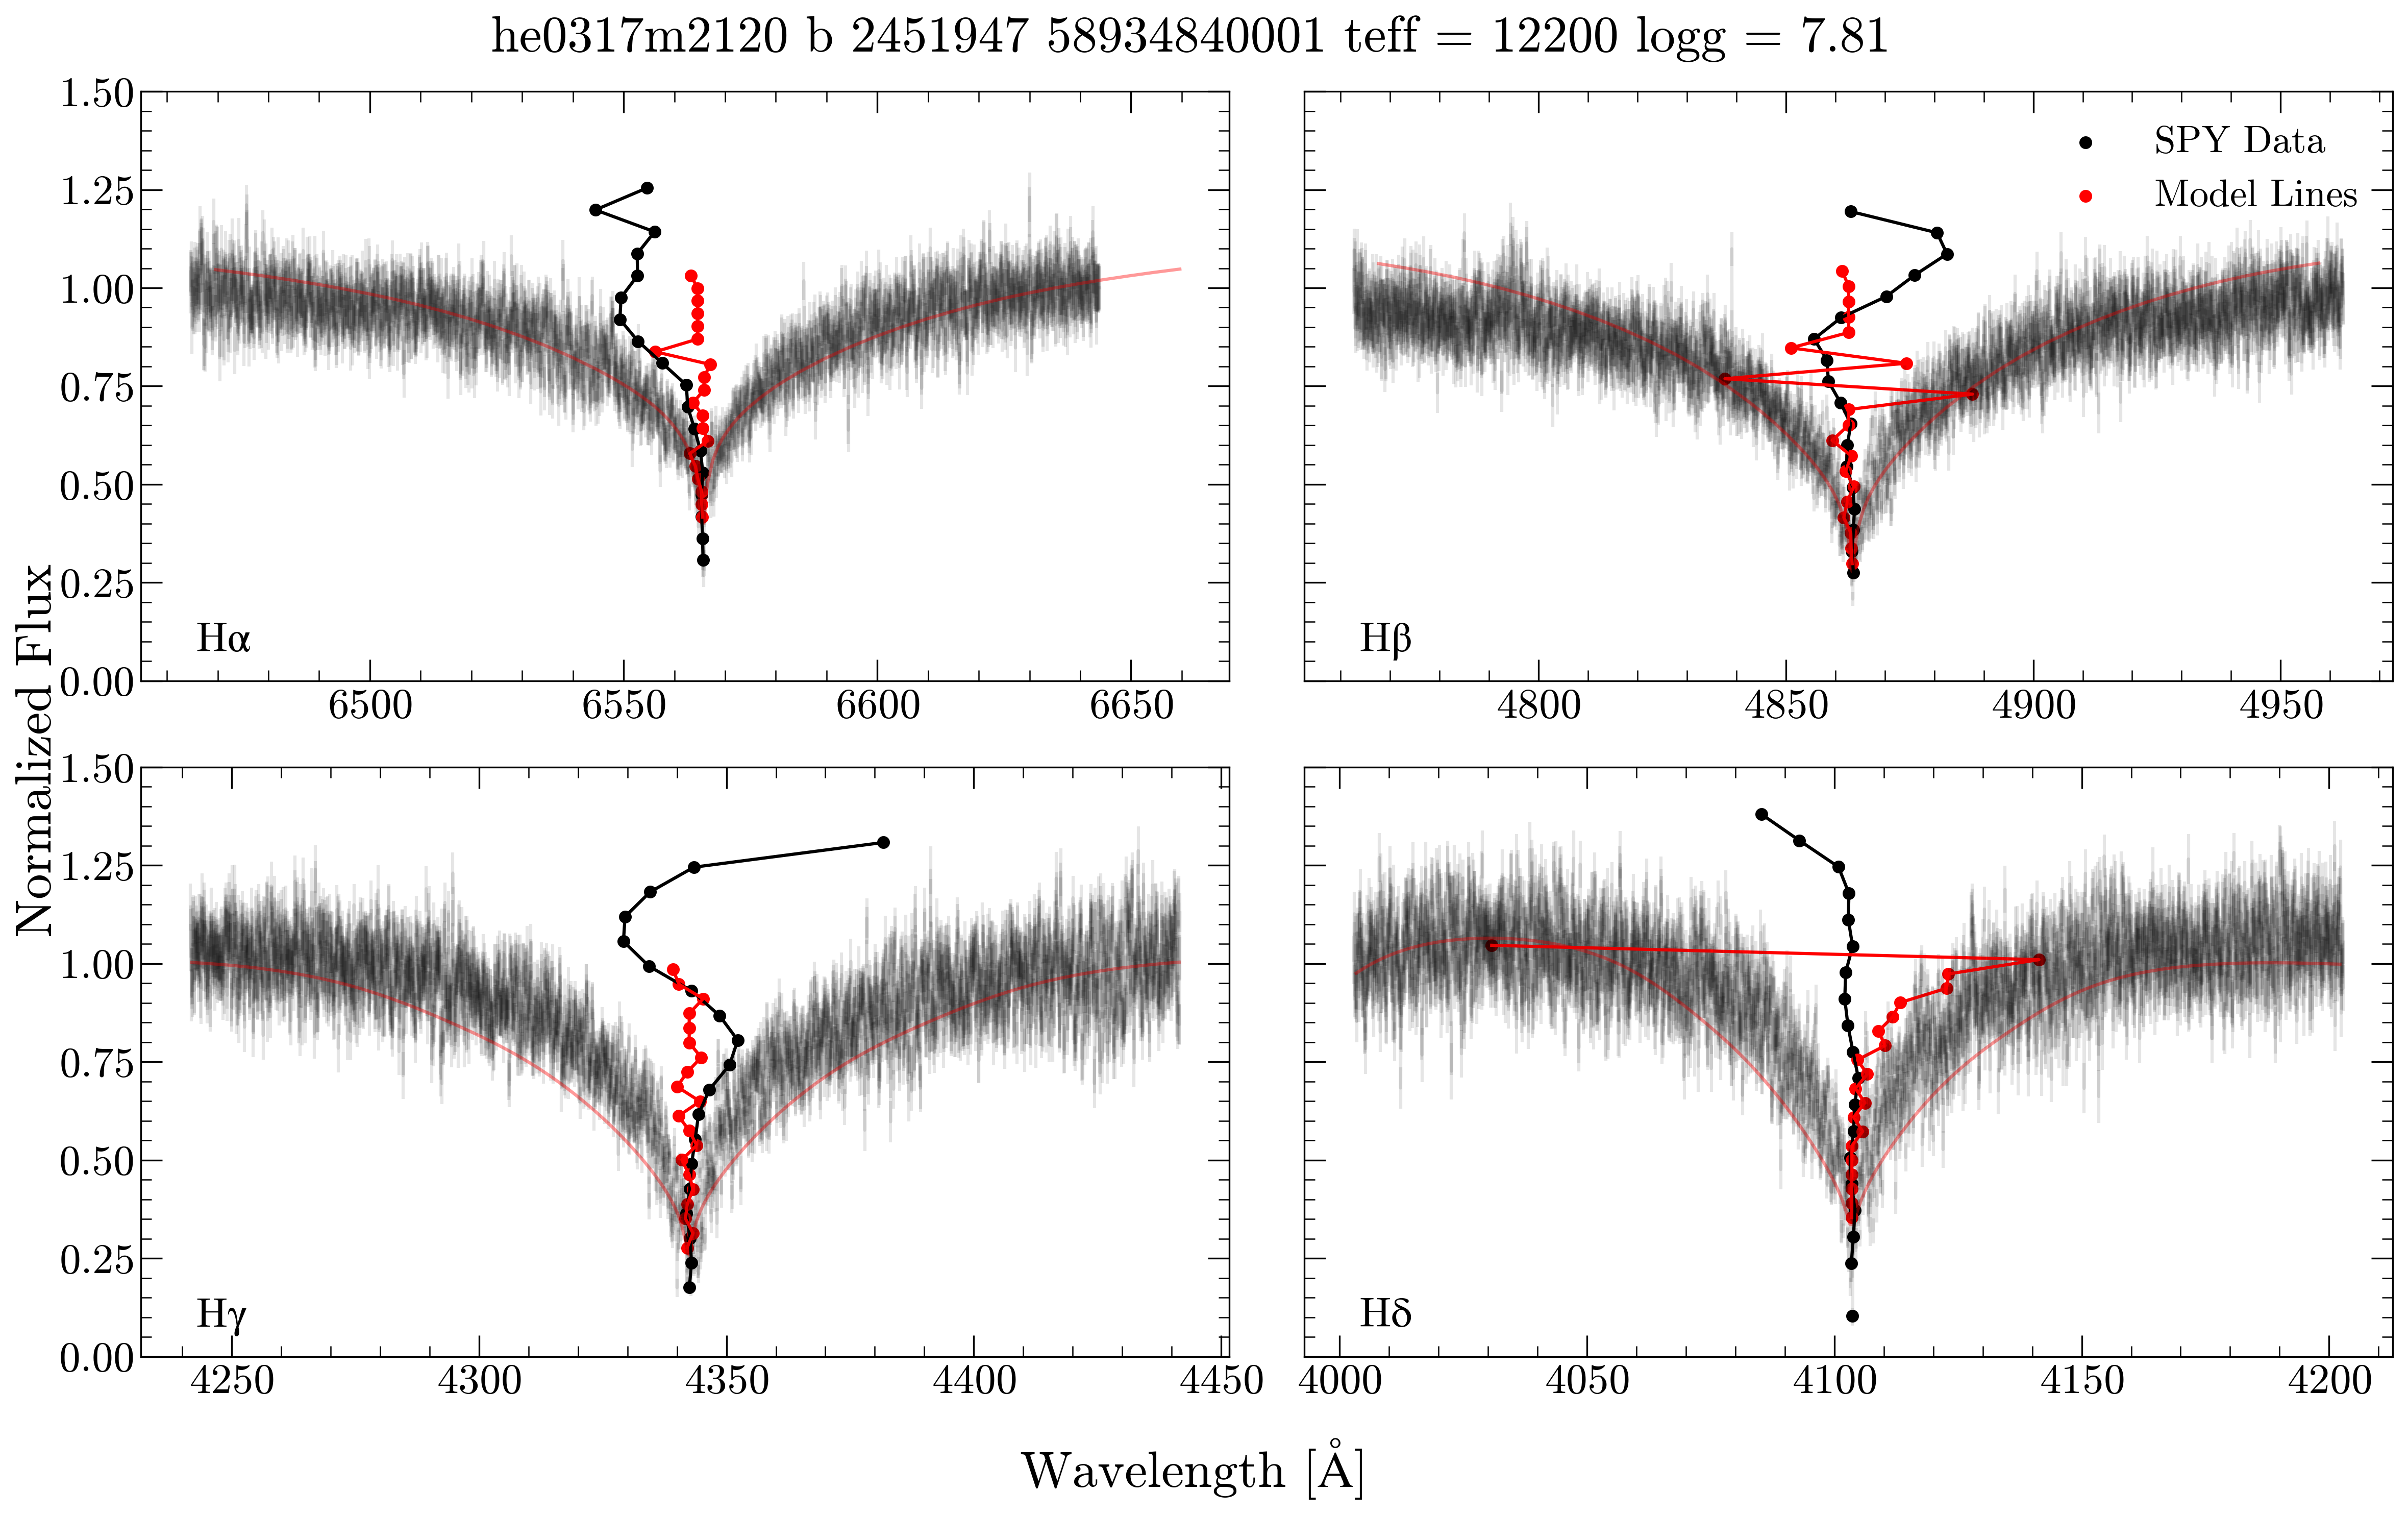 he0317m2120 b 2451947 58934840001 teff = 12200 logg = 7.81
Normalized Flux
1.50
1.25
1.00
0.75
0.50
0.25
0.00
Hα
6500 6550 6600 6650
SPY Data
Model Lines
Hβ
4800 4850 4900 4950
1.50
1.25
1.00
0.75
0.50
0.25
0.00
Hγ
4250 4300 4350 4400 4450
Hδ
4000 4050 4100 4150 4200
Wavelength [Å]